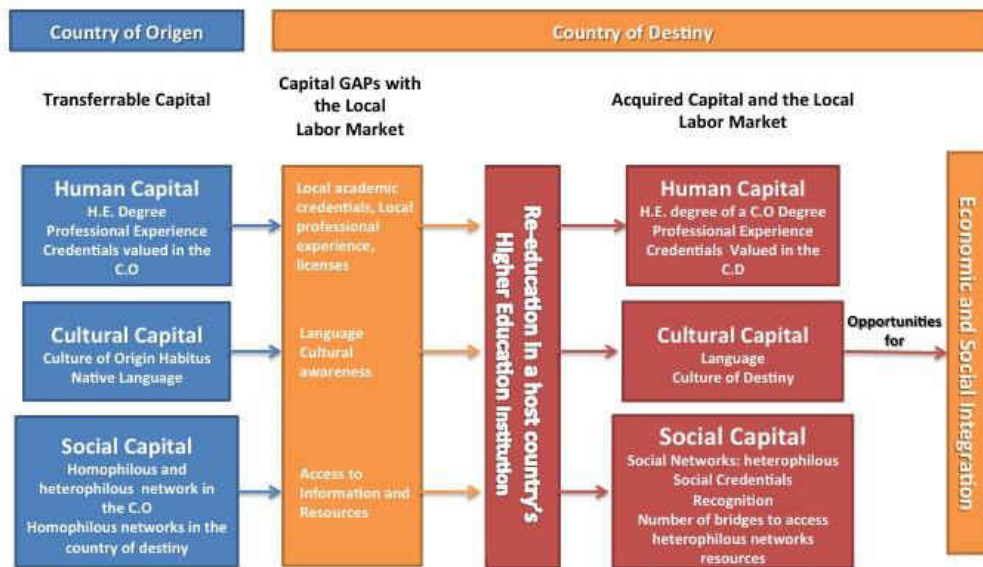 Country of Origen
Country of Destiny
Transferrable Capital
Capital GAPs with
the Local
Labor Market
Acquired Capital and the Local
Labor Market
Human Capital
H.E. Degree
Professional Experience
Credentials valued in the
C.O
Local academic
credentials, Local
professional
experience,
licenses
Re-education in a host country's
Higher Education Institution
Human Capital
H.E. degree of a C.O Degree
Professional Experience
Credentials Valued in the
C.D
Cultural Capital
Culture of Origin Habitus
Native Language
Language
Cultural
awareness
Cultural Capital
Language
Culture of Destiny
Opportunities
for
Economic and Social Integration
Social Capital
Homophilous and
heterophilous network in
the C.O
Homophilous networks in the
country of destiny
Access to
Information and
Resources
Social Capital
Social Networks: heterophilous
Social Credentials
Recognition
Number of bridges to access
heterophilous networks
resources